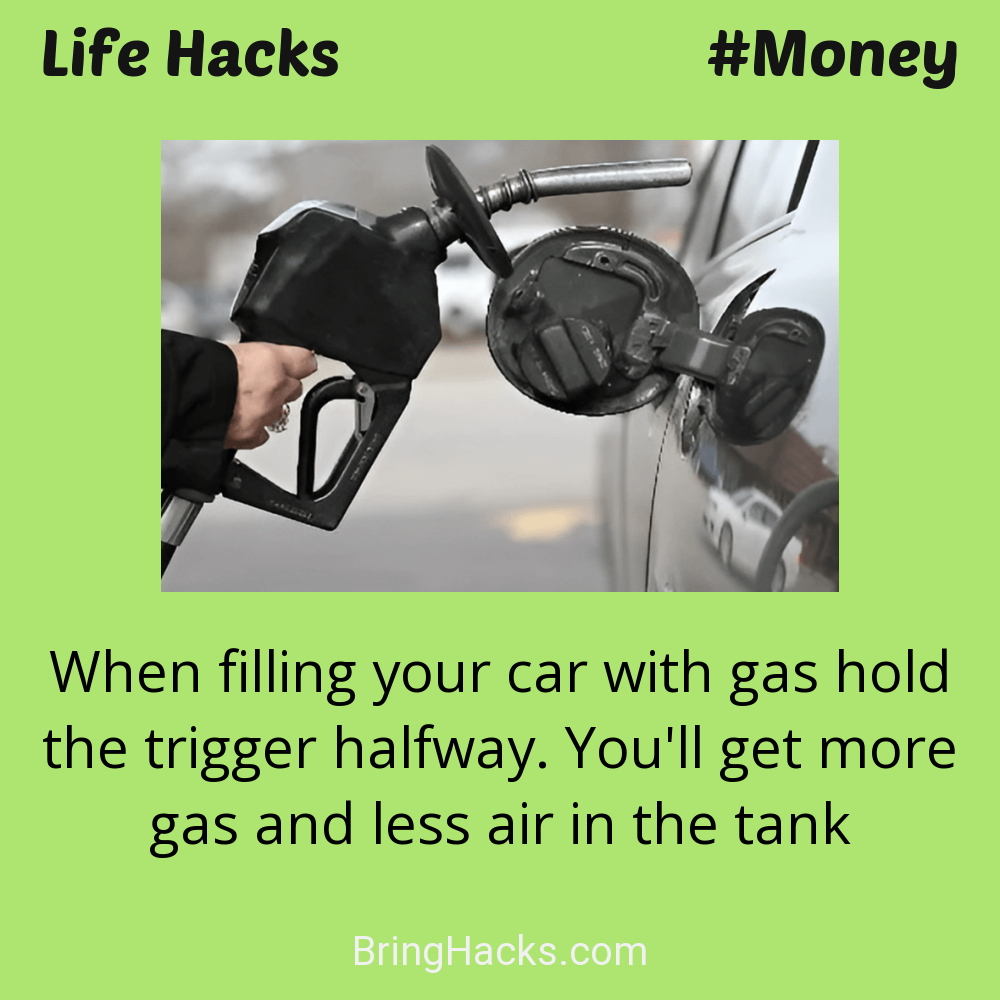 Life Hacks #Money
When filling your car with gas hold
the trigger halfway. You'll get more
gas and less air in the tank
BringHacks.com